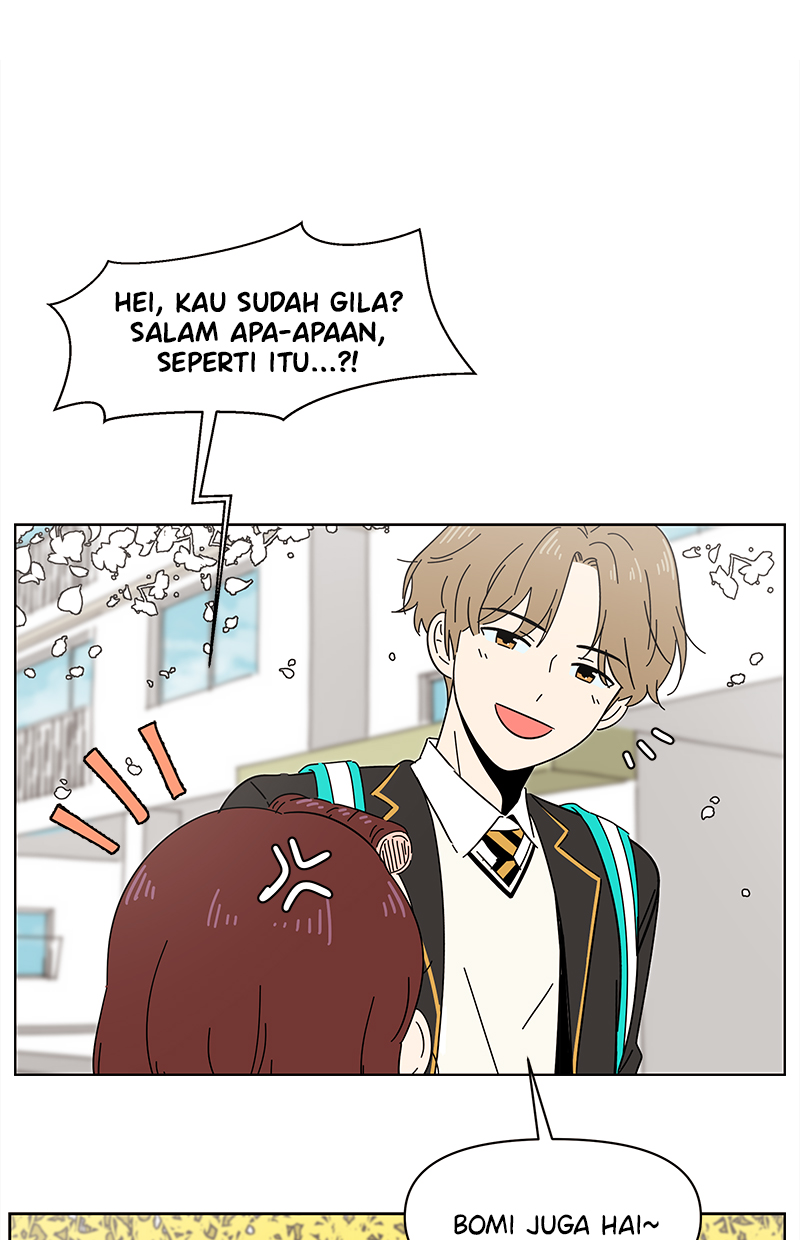 HEI, KAU SUDAH GILA?
SALAM APA-APAAN,
SEPERTI ITU...?!
BOMI JUGA HAI~